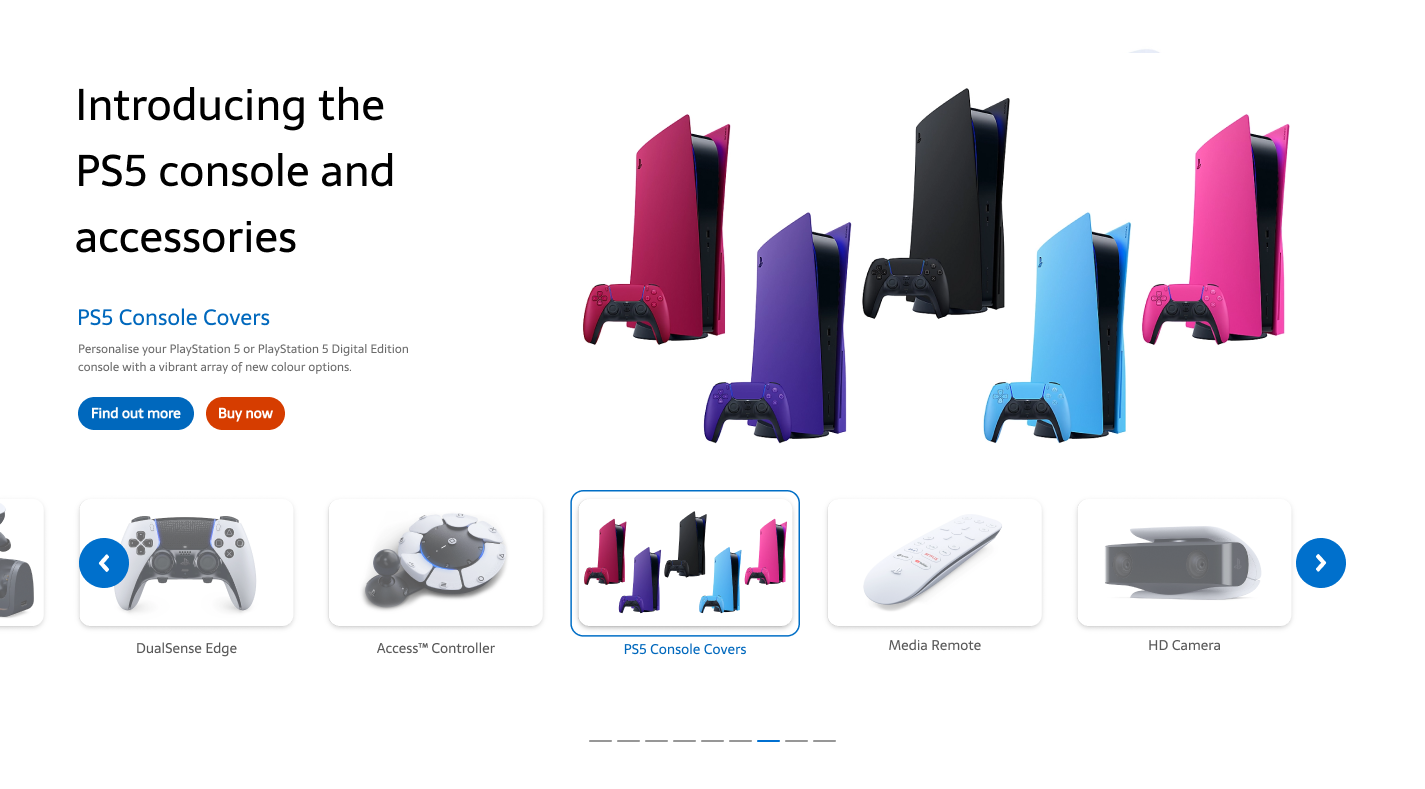 Introducing the
PS5 console and
accessories
PS5 Console Covers
Personalise your PlayStation 5 or PlayStation 5 Digital Edition
console with a vibrant array of new colour options.
Find out more
Buy now
DualSense Edge
Access™ Controller
PS5 Console Covers
Media Remote
HD Camera